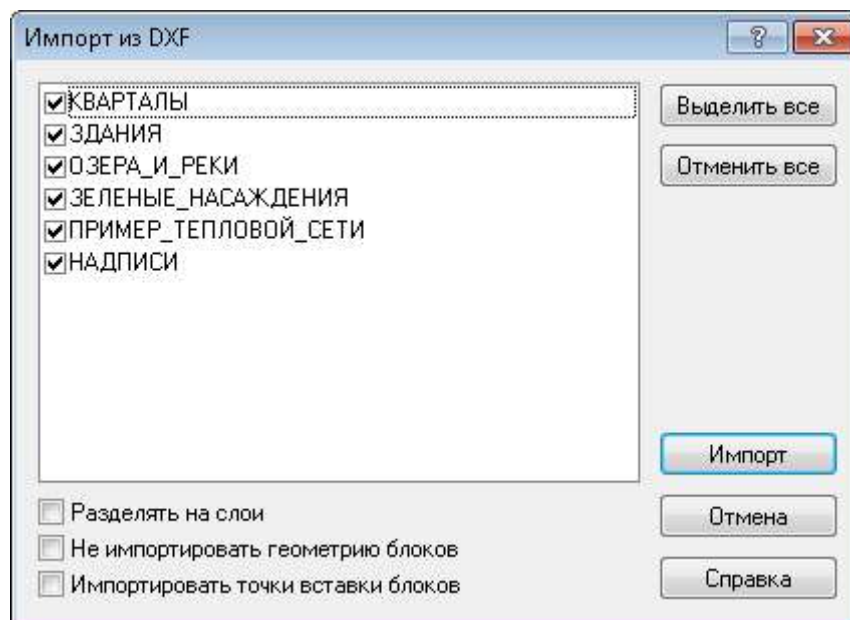 Импорт из DXF
КВАРТАЛЫ
ЗДАНИЯ
ОЗЕРА_И_РЕКИ
ЗЕЛЕНЫЕ_НАСАЖДЕНИЯ
ПРИМЕР_ТЕПЛОВОЙ_СЕТИ
НАДПИСИ
Выделить все
Отменить все
Импорт
Отмена
Справка
Разделять на слои
Не импортировать геометрию блоков
Импортировать точки вставки блоков